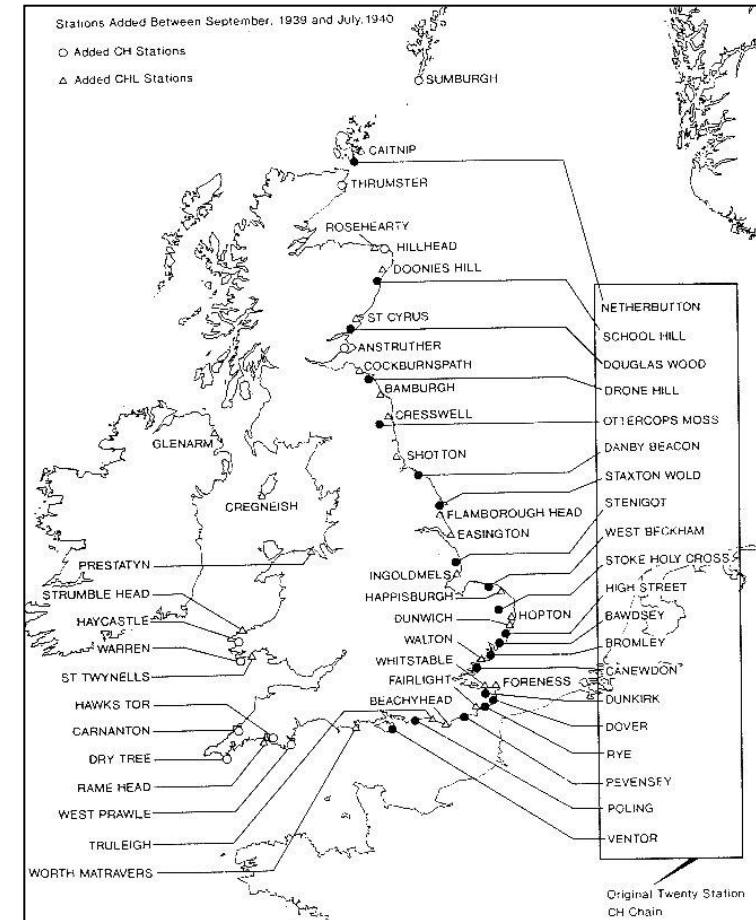 Stations Added Between September, 1939 and July, 1940
○ Added CH Stations
△ Added CHL Stations
SUMBURGH
CAITNIP
THRUMSTER
ROSEHEARTY
HILLHEAD
DOONIES HILL
ST CYRUS
ANSTRUTHER
COCKBURNSPATH
BAMBURGH
CRESSWELL
SHOTTON
GLENARM
CREGNEISH
FLAMBOROUGH HEAD
EASINGTON
PRESTATYN
INGOLDMELS
STRUMBLE HEAD
HAPPISBURGH
HAYCASTLE
DUNWICH
HOPTON
WARREN
WALTON
ST TWYNELLS
WHITSTABLE
FORENESS
FAIRLIGHT
HAWKS TOR
BEACHYHEAD
CARNANTON
DRY TREE
RAME HEAD
WEST PRAWLE
TRULEIGH
WORTH MATRAVERS
NETHERBUTTON
SCHOOL HILL
DOUGLAS WOOD
DRONE HILL
OTTERCOPS MOSS
DANBY BEACON
STAXTON WOLD
STENIGOT
WEST BECKHAM
STOKE HOLY CROSS
HIGH STREET
BAWDSEY
BROMLEY
CANEWDON
DUNKIRK
DOVER
RYE
PEVENSEY
POLING
VENTOR
Original Twenty Station
CH Chain